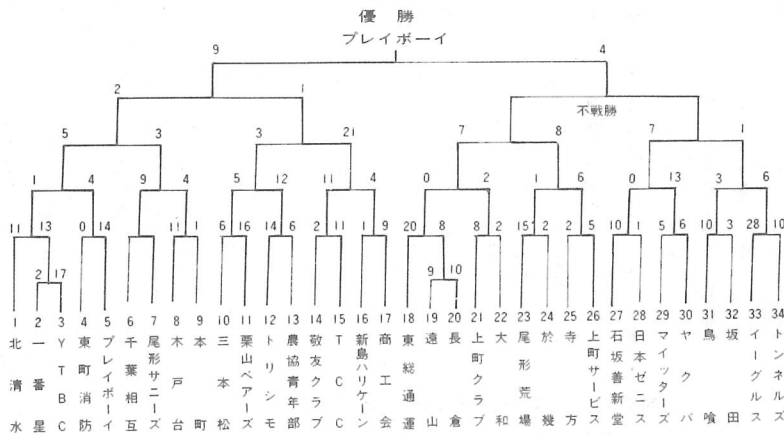 優勝
プレイボーイ
9 4
2 1
不戦勝
5 3 3 21 7 8 7 1
1 4 9 4 5 12 11 4 0 2 1 6 0 13 3 6
11 13 0 14 11 1 6 16 14 6 2 11 1 9 20 8 8 2 15 2 2 5 10 1 5 6 10 3 28 10
2 17 9 10
1 北清水
2 一番星
3 YTBC
4 東町消防
5 プレイボーイ
6 千葉相互
7 尾形サニーズ
8 木戸台
9 本町
10 三本松
11 栗山ベアーズ
12 トリシモ
13 農協青年部
14 敬友クラブ
15 TCC
16 新島ハリケーン
17 商工会
18 東総通運
19 遠山
20 長倉
21 上町クラブ
22 大和
23 尾形荒場
24 於幾
25 寺方
26 上町サービス
27 石坂善新堂
28 日本ゼニス
29 マイッターズ
30 ヤクバ
31 鳥喰
32 坂田
33 イーグルス
34 トンネルズ